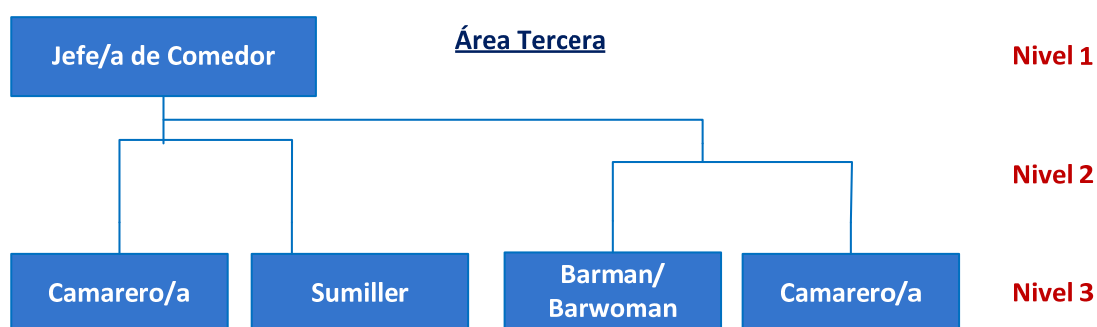 Área Tercera
Jefe/a de Comedor
Nivel 1
Nivel 2
Camarero/a
Sumiller
Barman/
Barwoman
Camarero/a
Nivel 3